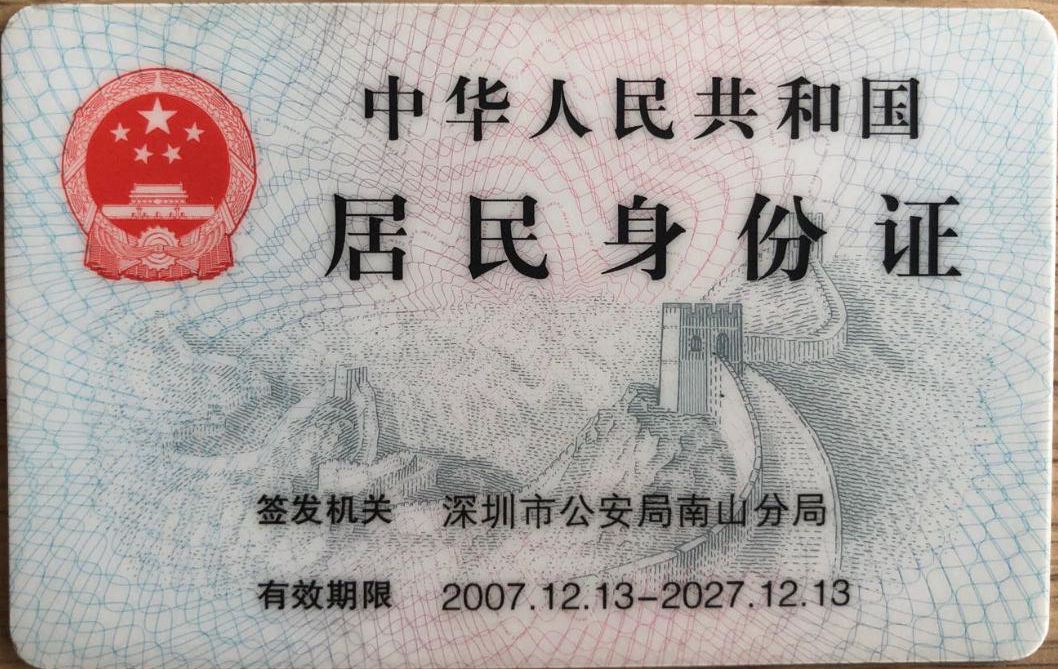 中华人民共和国
居民身份证
签发机关 深圳市公安局南山分局
有效期限 2007.12.13-2027.12.13